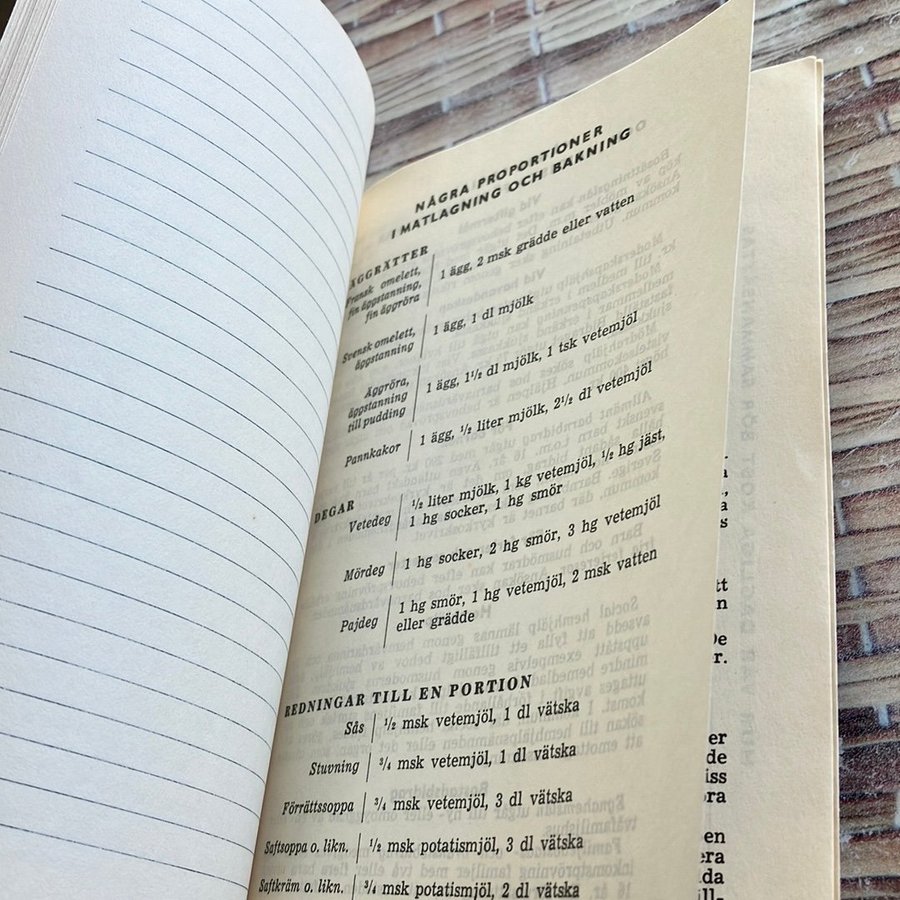 NÅGRA PROPORTIONER
I MATLAGNING OCH BAKNING
ÄGGRÄTTER
Fransk omelett,
fin äggstanning,
fin äggröra
1 ägg, 2 msk grädde eller vatten
Svensk omelett,
äggstanning
1 ägg, 1 dl mjölk
Äggröra,
äggstanning
till pudding
1 ägg, 1½ dl mjölk, 1 tsk vetemjöl
Pannkakor
1 ägg, ½ liter mjölk, 2½ dl vetemjöl
DEGAR
Vetedeg
½ liter mjölk, 1 kg vetemjöl, ½ hg jäst,
1 hg socker, 1 hg smör
Mördeg
1 hg socker, 2 hg smör, 3 hg vetemjöl
Pajdeg
1 hg smör, 1 hg vetemjöl, 2 msk vatten
eller grädde
REDNINGAR TILL EN PORTION
Sås
½ msk vetemjöl, 1 dl vätska
Stuvning
¾ msk vetemjöl, 1 dl vätska
Förrättssoppa
¾ msk vetemjöl, 3 dl vätska
Saftsoppa o. likn.
½ msk potatismjöl, 3 dl vätska
Saftkräm o. likn.
¾ msk potatismjöl, 2 dl vätska